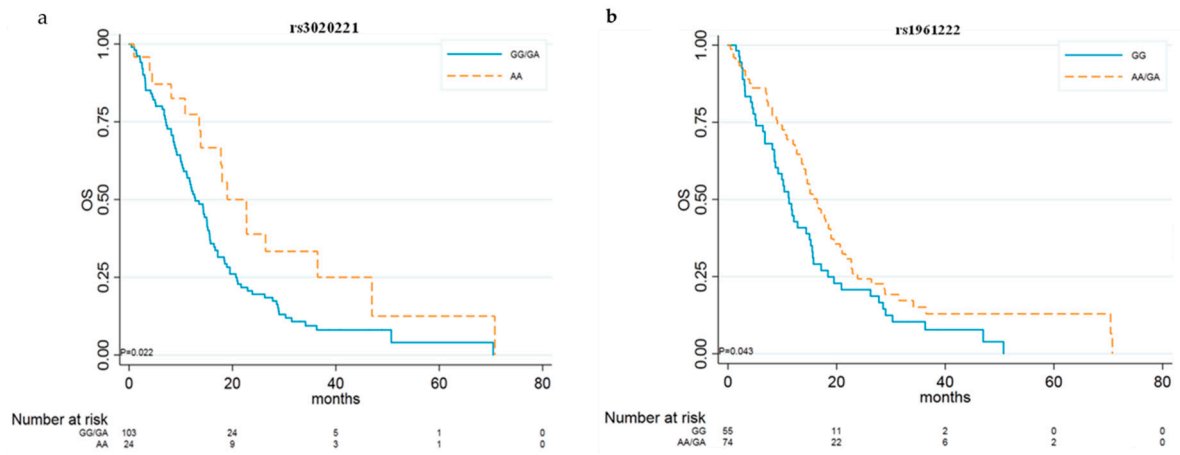 a
rs3020221
GG/GA
AA
OS
1.00
0.75
0.50
0.25
0.00
P=0.022
0 20 40 60 80
months
Number at risk
GG/GA 103 24 5 1 0
AA 24 9 3 1 0
b
rs1961222
GG
AA/GA
OS
1.00
0.75
0.50
0.25
0.00
P=0.043
0 20 40 60 80
months
Number at risk
GG 55 11 2 0 0
AA/GA 74 22 6 2 0